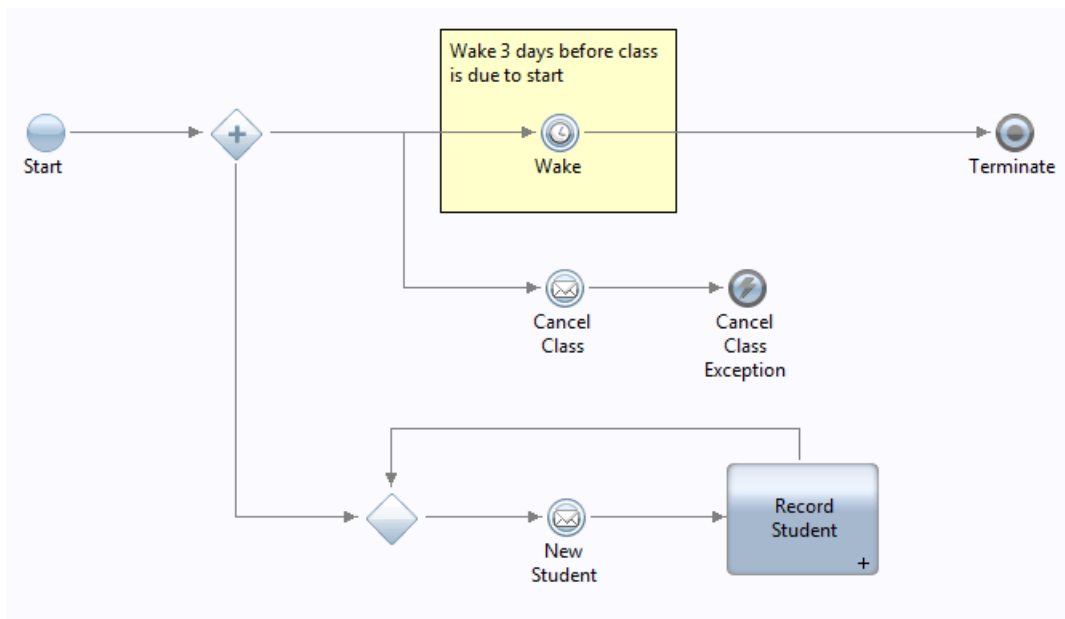 Wake 3 days before class
is due to start
Start
Wake
Terminate
Cancel
Class
Cancel
Class
Exception
New
Student
Record
Student